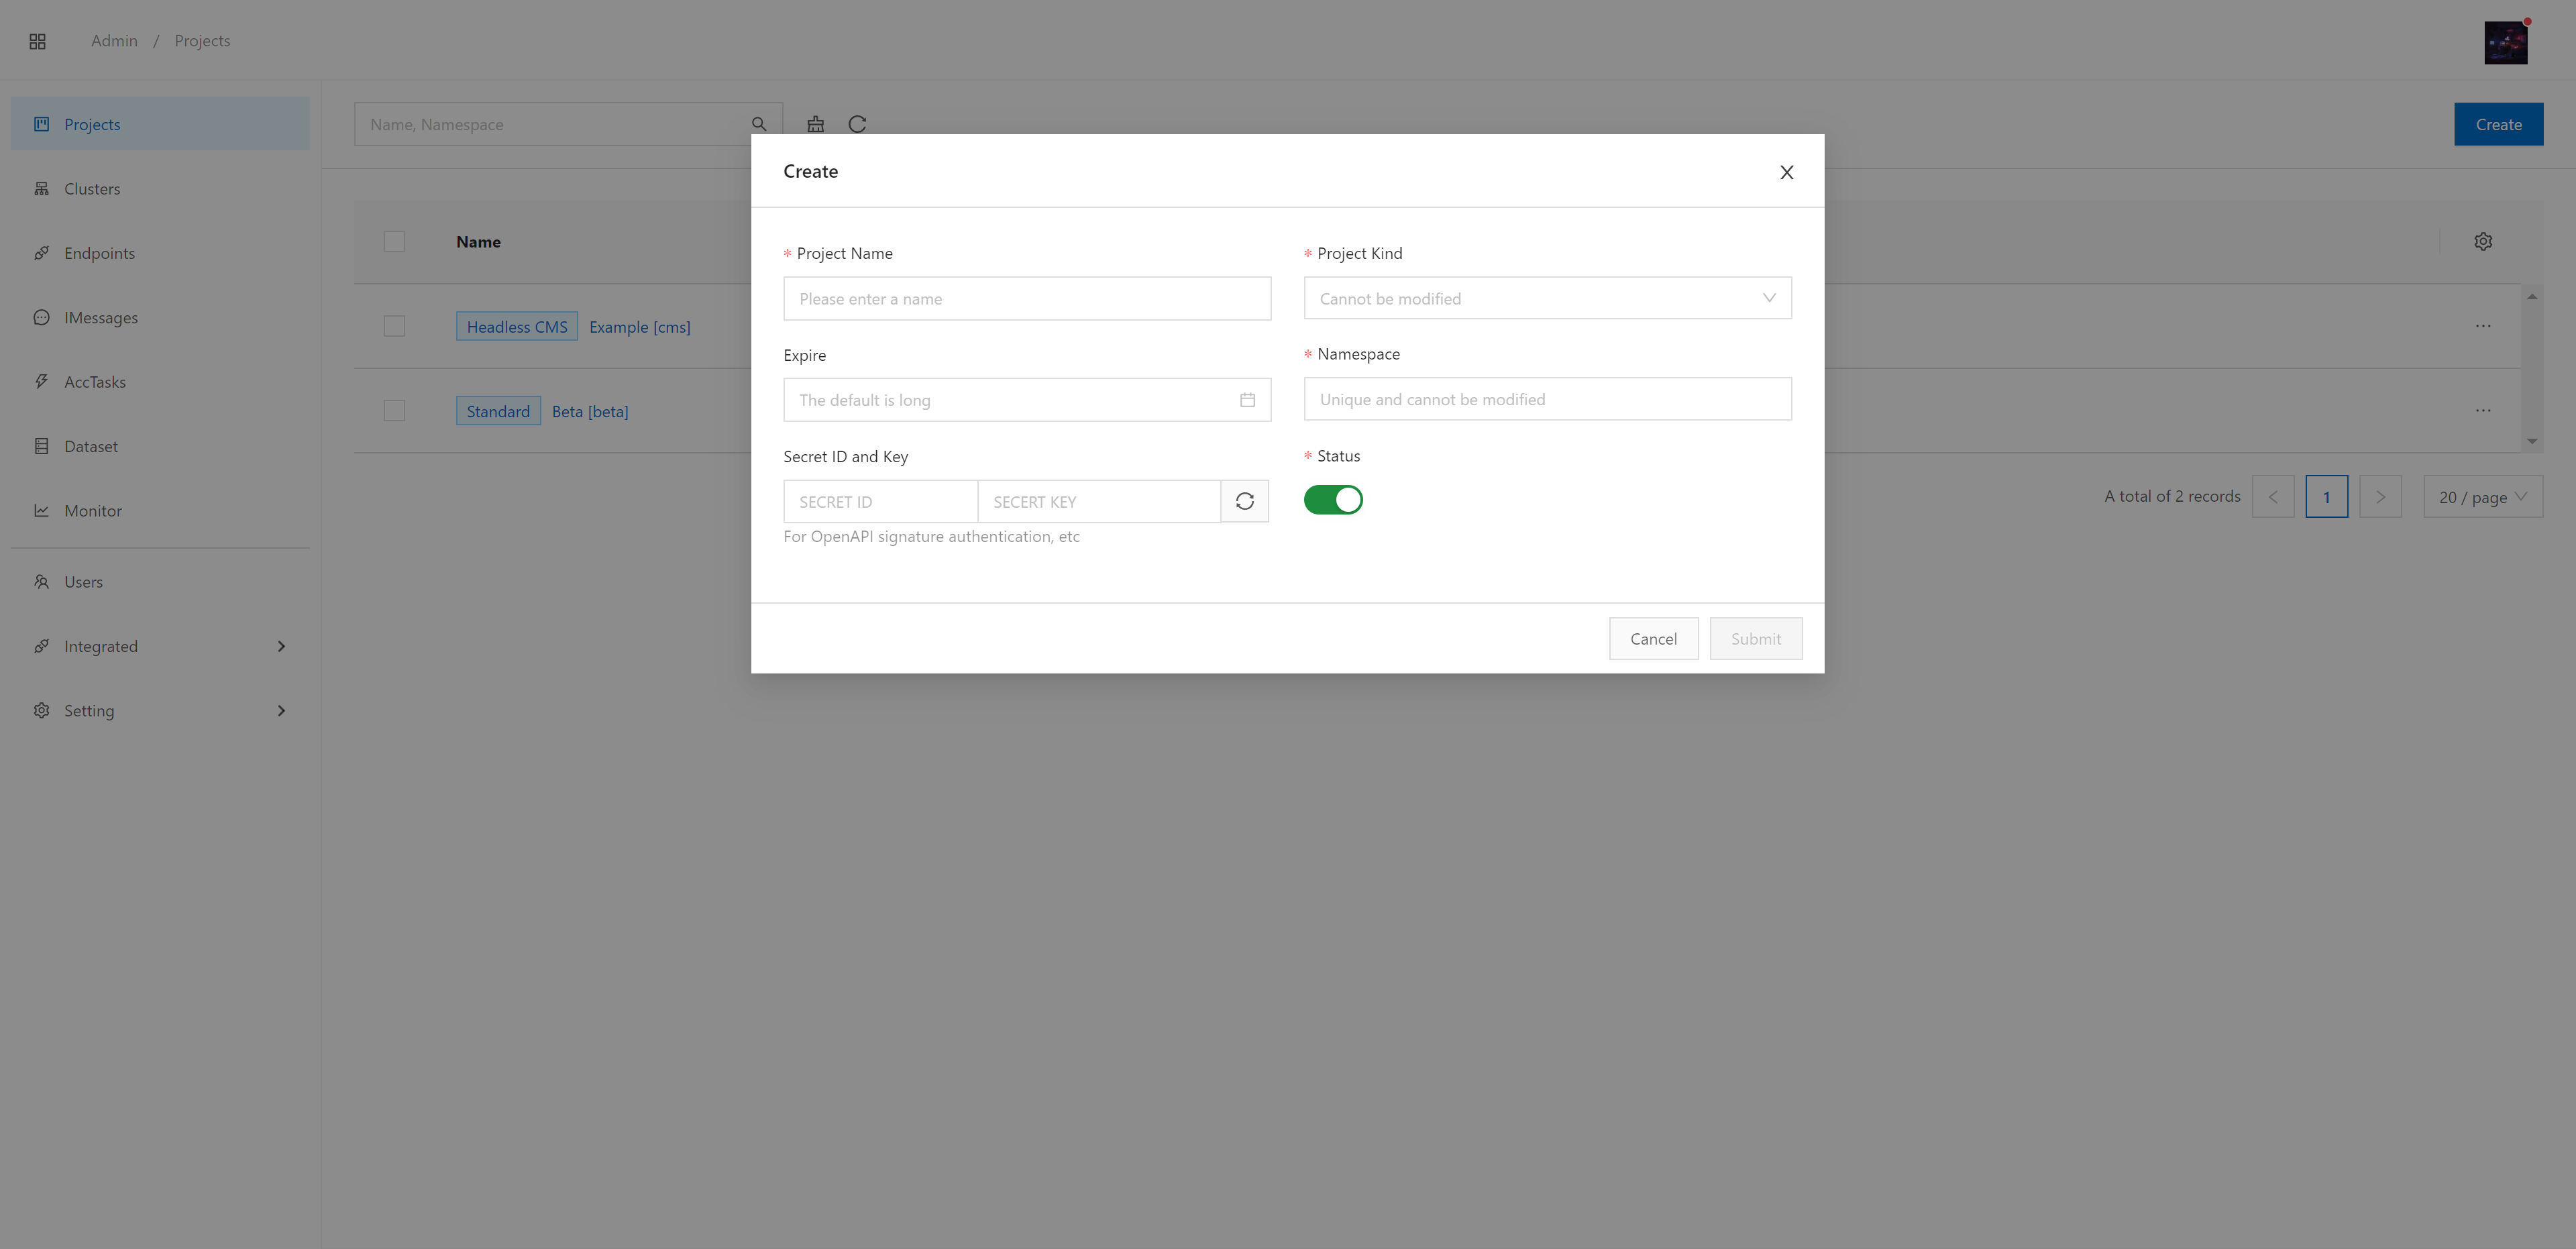 Admin / Projects
Projects
Clusters
Endpoints
IMessages
AccTasks
Dataset
Monitor
Users
Integrated
Setting
Name, Namespace
Create
Name
Headless CMS Example [cms]
Standard Beta [beta]
A total of 2 records
1
20 / page
Create
* Project Name
Please enter a name
* Project Kind
Cannot be modified
Expire
The default is long
* Namespace
Unique and cannot be modified
Secret ID and Key
SECRET ID SECERT KEY
For OpenAPI signature authentication, etc
* Status
Cancel Submit